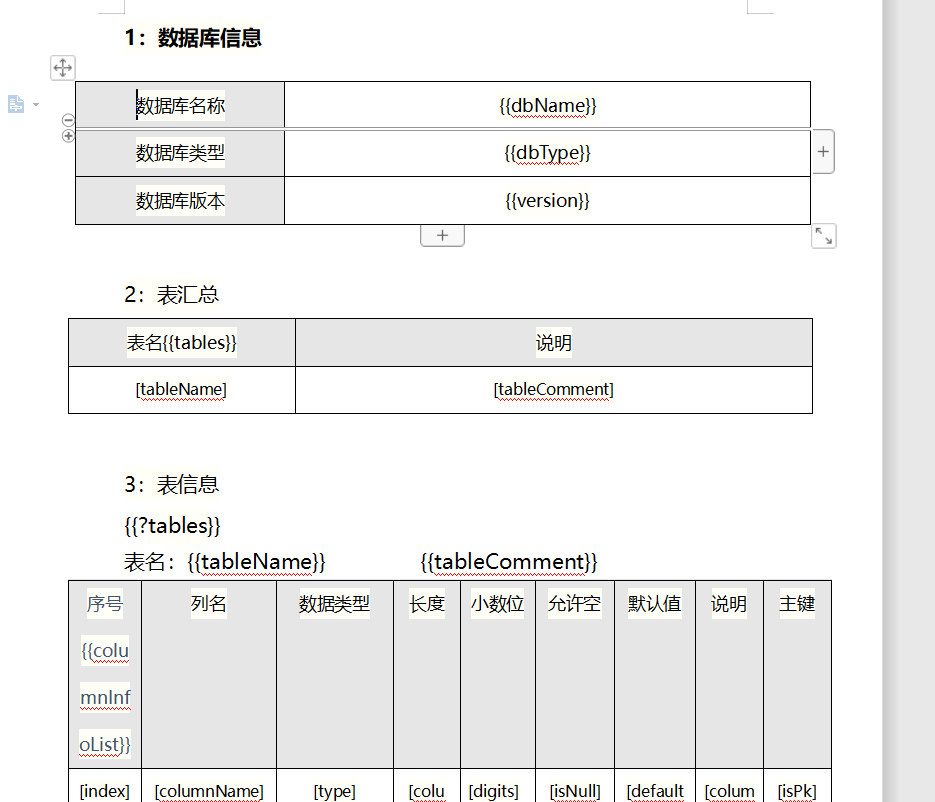 1：数据库信息
数据库名称 {{dbName}}
数据库类型 {{dbType}}
数据库版本 {{version}}
2：表汇总
表名{{tables}} 说明
[tableName] [tableComment]
3：表信息
{{?tables}}
表名：{{tableName}} {{tableComment}}
序号 列名 数据类型 长度 小数位 允许空 默认值 说明 主键
{{colu
mnInf
oList}}
[index] [columnName] [type] [colu [digits] [isNull] [default [colum [isPk]